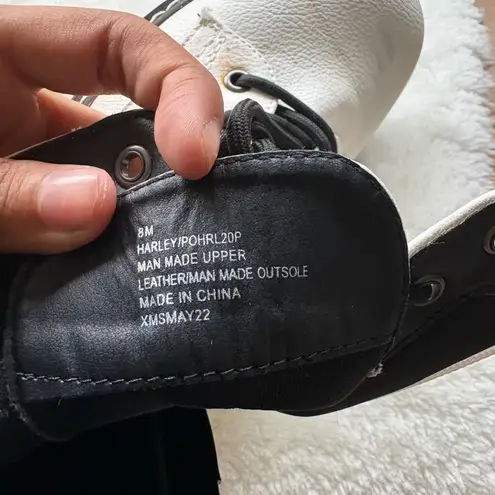 8M
HARLEY/POHRL20P
MAN MADE UPPER
LEATHER/MAN MADE OUTSOLE
MADE IN CHINA
XMSMAY22